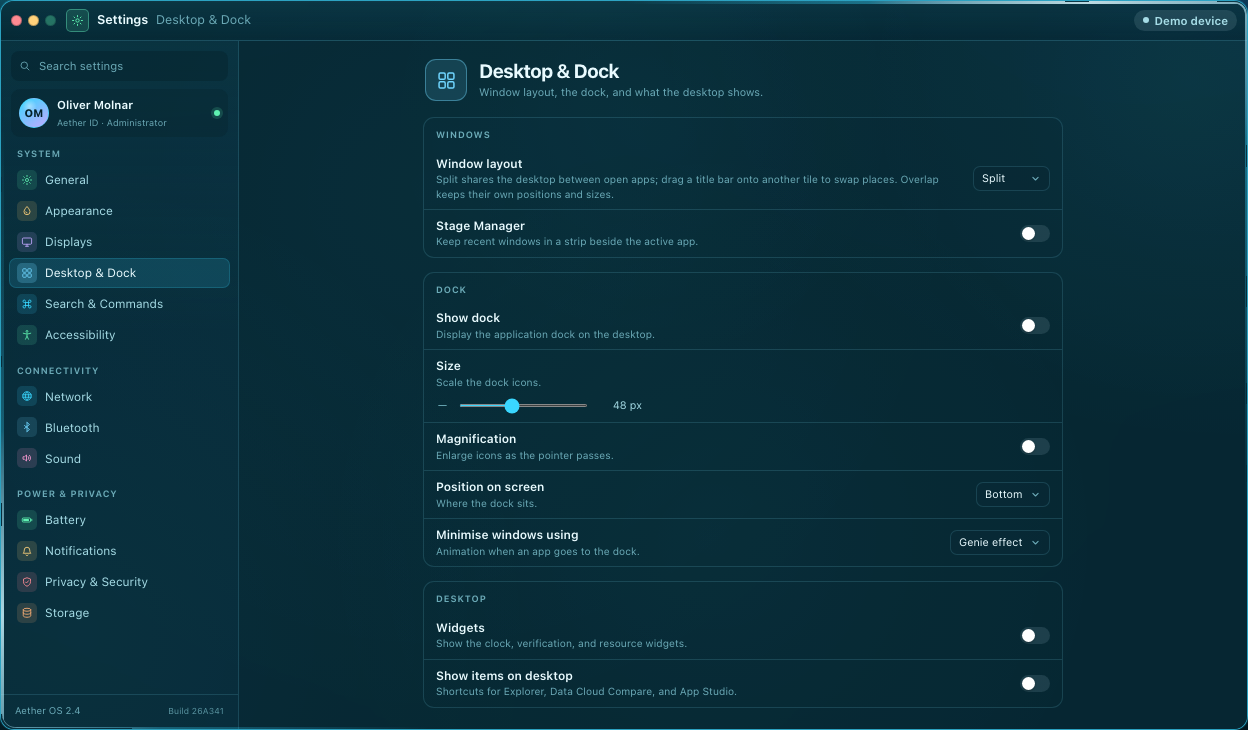 Settings Desktop & Dock
Demo device
Search settings
OM
Oliver Molnar
Aether ID · Administrator
SYSTEM
General
Appearance
Displays
Desktop & Dock
Search & Commands
Accessibility
CONNECTIVITY
Network
Bluetooth
Sound
POWER & PRIVACY
Battery
Notifications
Privacy & Security
Storage
Aether OS 2.4
Build 26A341
Desktop & Dock
Window layout, the dock, and what the desktop shows.
WINDOWS
Window layout
Split shares the desktop between open apps; drag a title bar onto another tile to swap places. Overlap
keeps their own positions and sizes.
Split
Stage Manager
Keep recent windows in a strip beside the active app.
DOCK
Show dock
Display the application dock on the desktop.
Size
Scale the dock icons.
48 px
Magnification
Enlarge icons as the pointer passes.
Position on screen
Where the dock sits.
Bottom
Minimise windows using
Animation when an app goes to the dock.
Genie effect
DESKTOP
Widgets
Show the clock, verification, and resource widgets.
Show items on desktop
Shortcuts for Explorer, Data Cloud Compare, and App Studio.